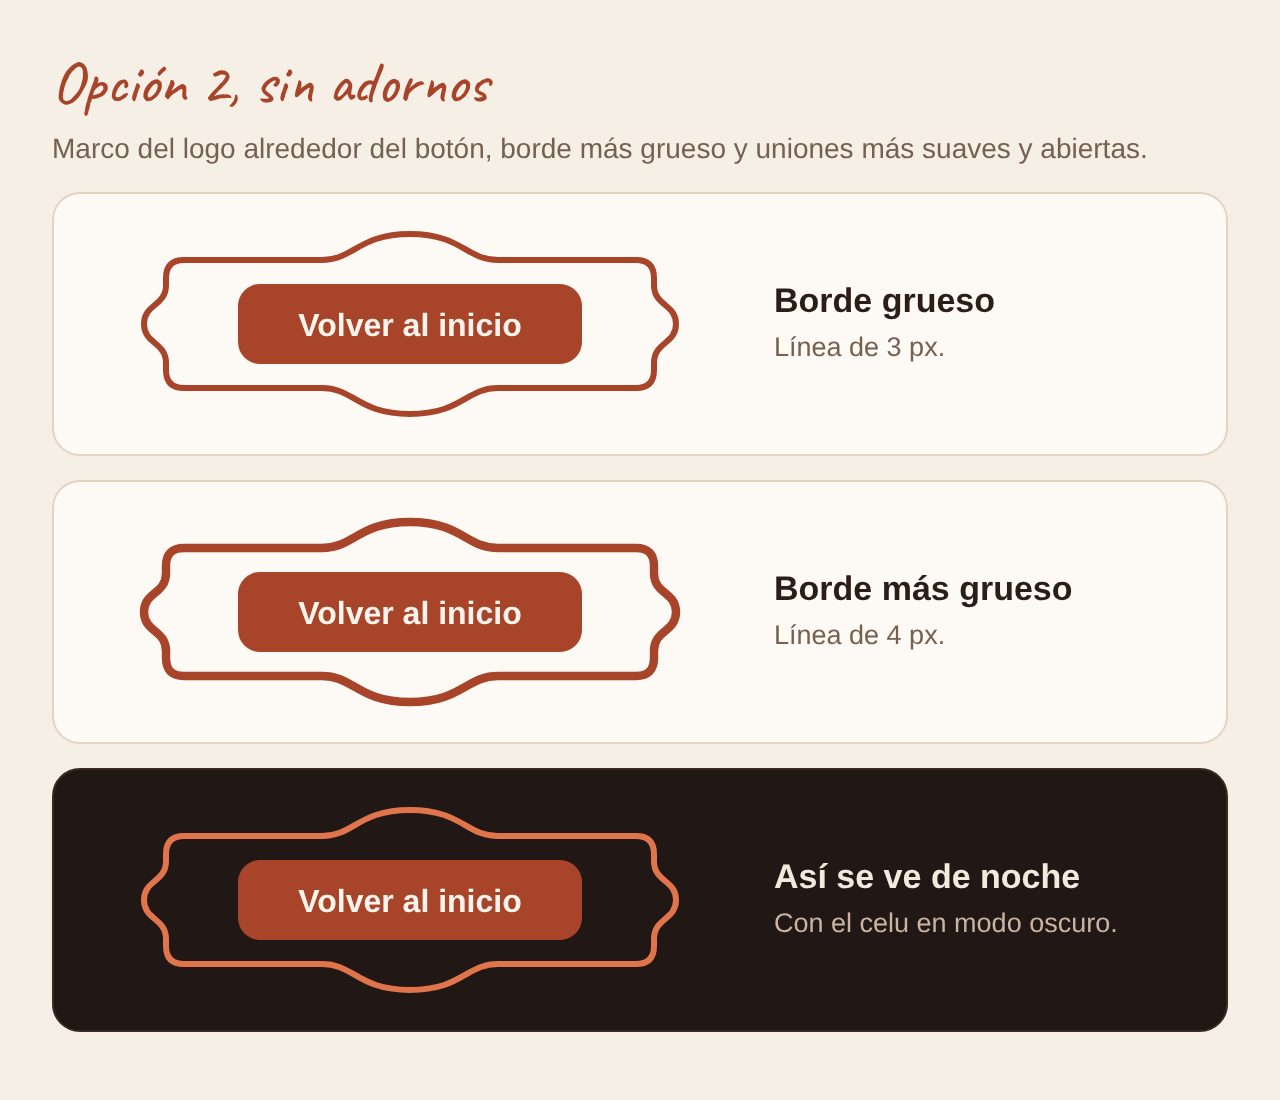 Opción 2, sin adornos
Marco del logo alrededor del botón, borde más grueso y uniones más suaves y abiertas.
Volver al inicio
Borde grueso
Línea de 3 px.
Volver al inicio
Borde más grueso
Línea de 4 px.
Volver al inicio
Así se ve de noche
Con el celu en modo oscuro.